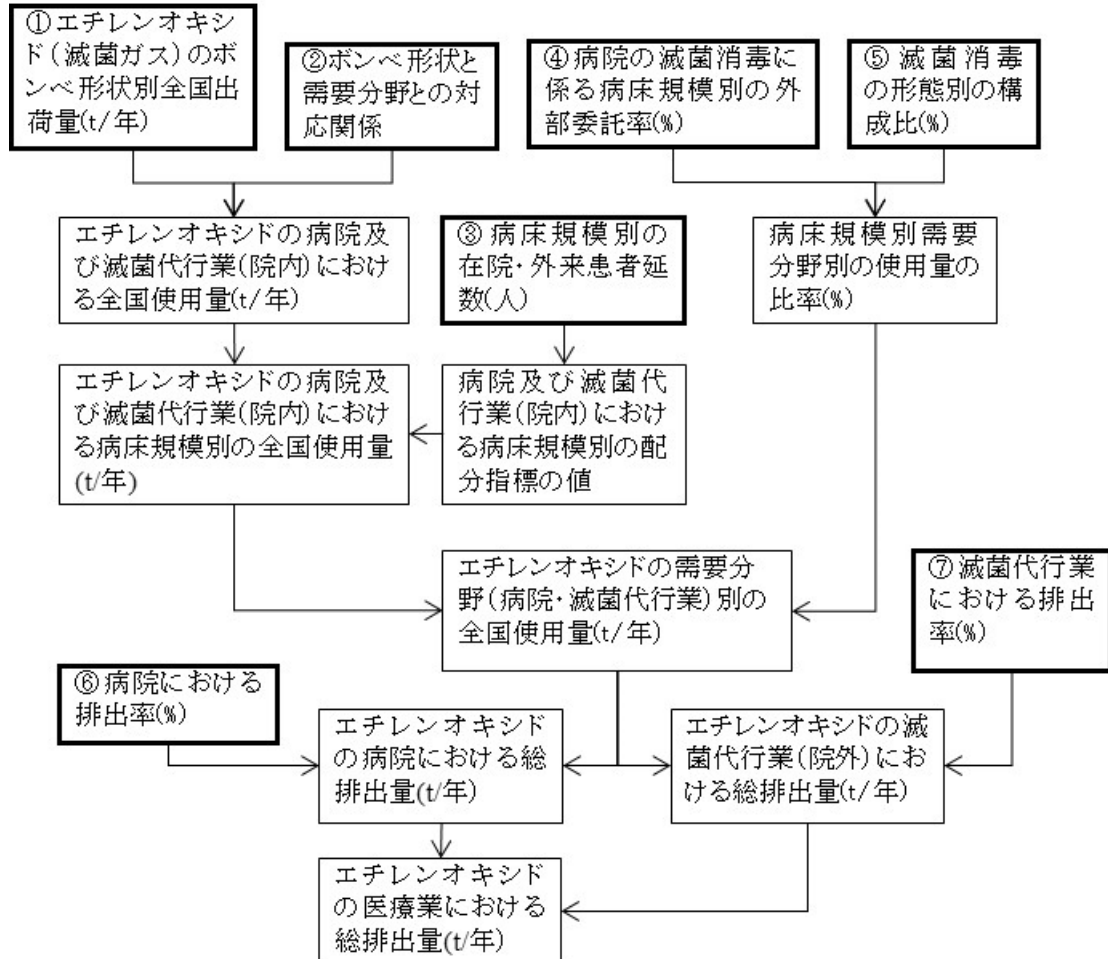 ①エチレンオキシ
ド(滅菌ガス)のボ
ンベ形状別全国出
荷量(t/年)
②ボンベ形状と
需要分野との対
応関係
④病院の滅菌消毒に
係る病床規模別の外
部委託率(%)
⑤滅菌消毒
の形態別の構
成比(%)
エチレンオキシドの病院及
び滅菌代行業(院内)におけ
る全国使用量(t/年)
③病床規模別の
在院・外来患者延
数(人)
病床規模別需要
分野別の使用量の
比率(%)
エチレンオキシドの病院及
び滅菌代行業(院内)におけ
る病床規模別の全国使用量
(t/年)
病院及び滅菌代
行業(院内)におけ
る病床規模別の配
分指標の値
エチレンオキシドの需要分
野(病院・滅菌代行業)別の
全国使用量(t/年)
⑦滅菌代行業
における排出
率(%)
⑥病院における
排出率(%)
エチレンオキシド
の病院における総
排出量(t/年)
エチレンオキシドの滅
菌代行業(院外)にお
ける総排出量(t/年)
エチレンオキシド
の医療業における
総排出量(t/年)